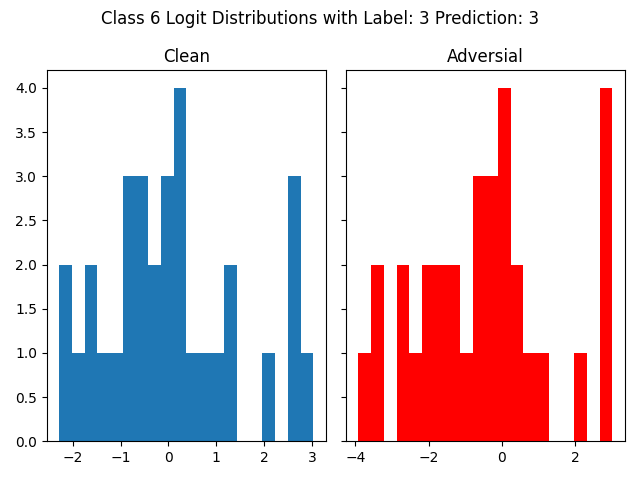 Class 6 Logit Distributions with Label: 3 Prediction: 3
Clean
Adversial
4.0
3.5
3.0
2.5
2.0
1.5
1.0
0.5
0.0
−2 −1 0 1 2 3
−4 −2 0 2